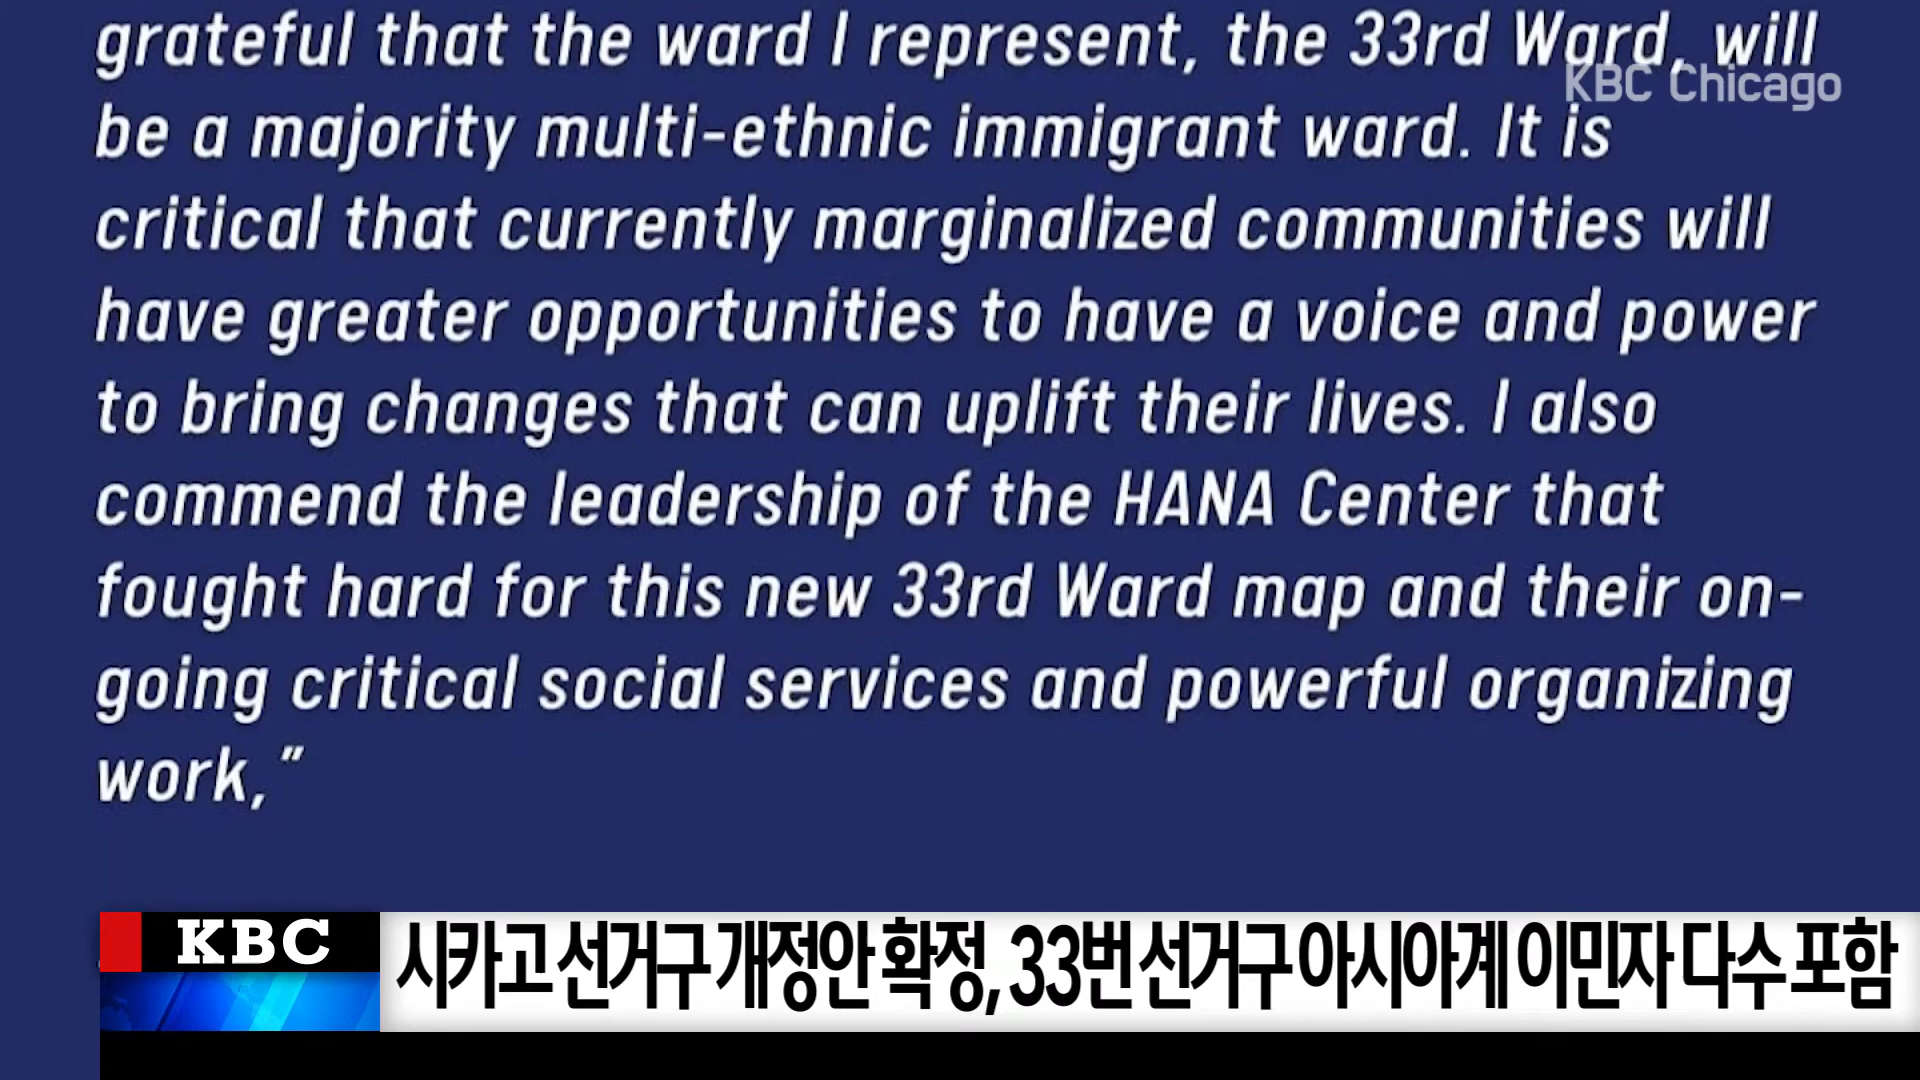 grateful that the ward I represent, the 33rd Ward, will
KBC Chicago
be a majority multi-ethnic immigrant ward. It is
critical that currently marginalized communities will
have greater opportunities to have a voice and power
to bring changes that can uplift their lives. I also
commend the leadership of the HANA Center that
fought hard for this new 33rd Ward map and their on-
going critical social services and powerful organizing
work,”
KBC
시카고 선거구 개정안 확정, 33번 선거구 아시아계 이민자 다수 포함